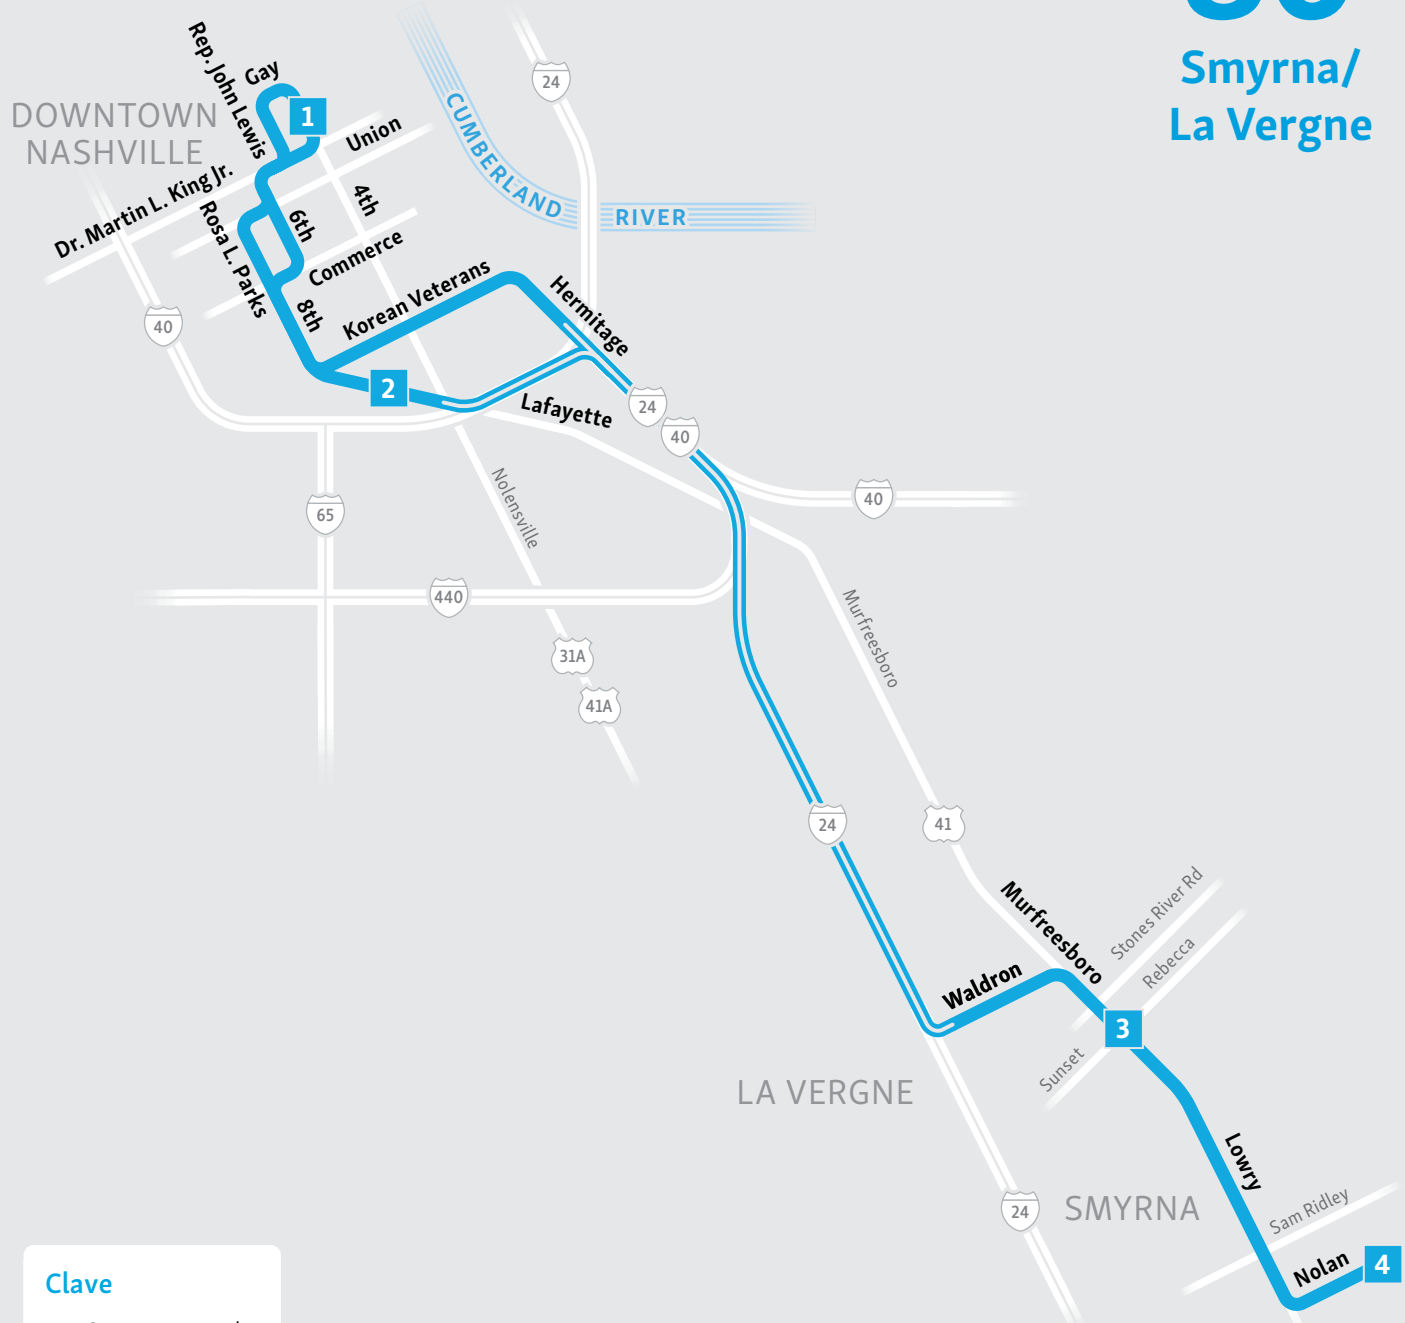 Smyrna/
La Vergne
DOWNTOWN
NASHVILLE
Rep. John Lewis
Gay
1
Union
Dr. Martin L. King Jr.
4th
6th
Rosa L. Parks
Commerce
8th
Korean Veterans
Hermitage
CUMBERLAND
RIVER
24
40
2
Lafayette
24
40
40
65
Nolensville
440
31A
41A
Murfreesboro
24
41
Murfreesboro
Stones River Rd
Rebecca
Waldron
3
Sunset
LA VERGNE
Lowry
SMYRNA
24
Sam Ridley
Nolan
4
Clave